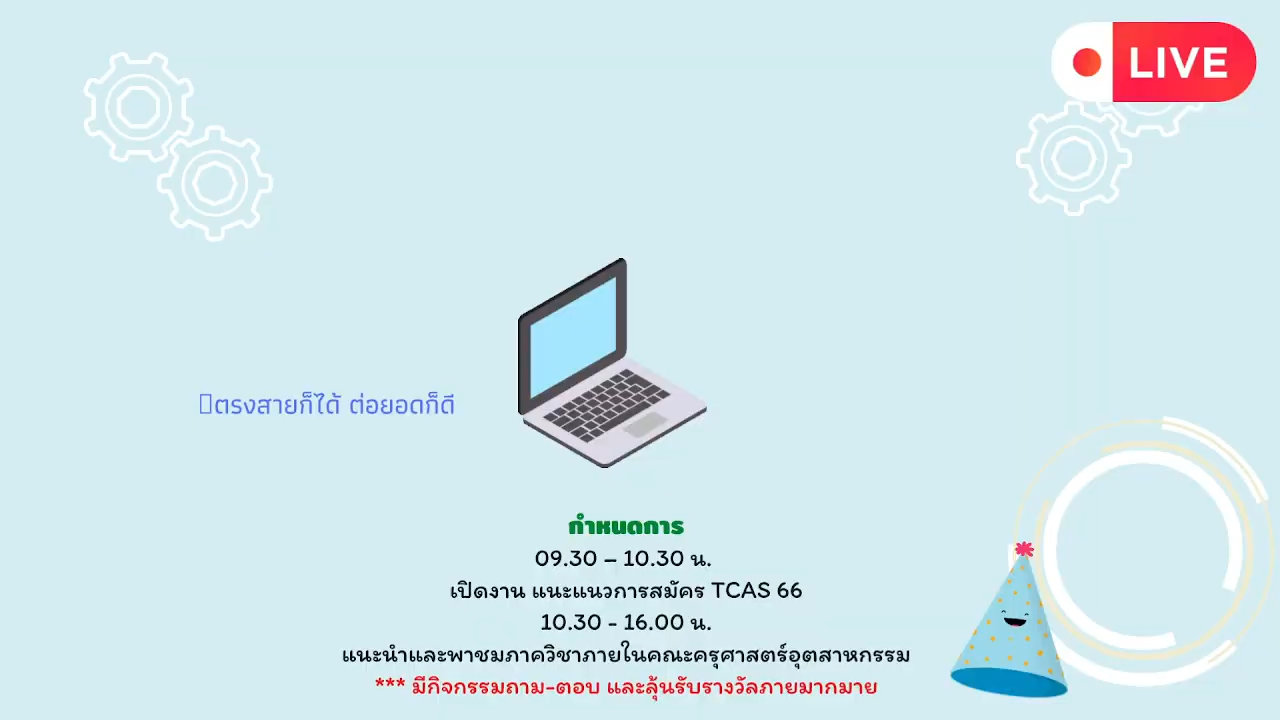 LIVE
ตรงสายก็ได้ ต่อยอดก็ดี
กำหนดการ
09.30 – 10.30 น.
เปิดงาน แนะแนวการสมัคร TCAS 66
10.30 - 16.00 น.
แนะนำและพาชมภาควิชาภายในคณะครุศาสตร์อุตสาหกรรม
*** มีกิจกรรมถาม-ตอบ และลุ้นรับรางวัลภายมากมาย